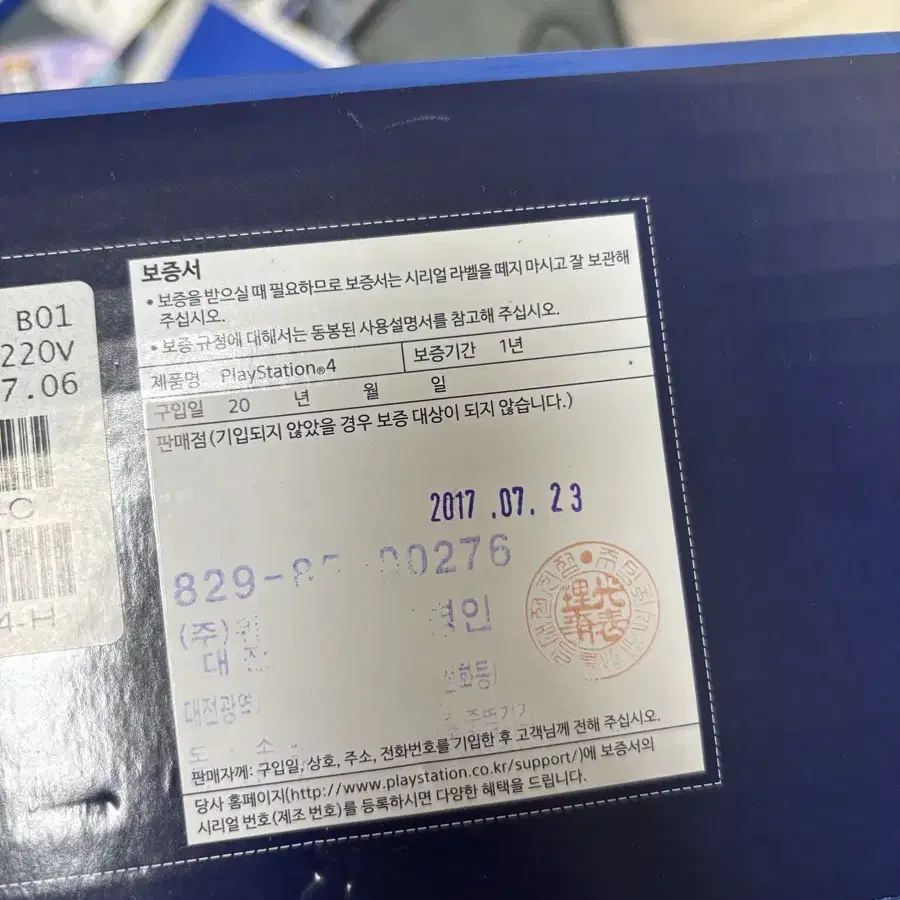 B01
220V
7.06
C
4-H
보증서
• 보증을 받으실 때 필요하므로 보증서는 시리얼 라벨을 떼지 마시고 잘 보관해
주십시오.
• 보증 규정에 대해서는 동봉된 사용설명서를 참고해 주십시오.
제품명 PlayStation®4 보증기간 1년
구입일 20 년 월 일
판매점(기입되지 않았을 경우 보증 대상이 되지 않습니다.)
2017 .07. 23
829-8 00276
(주) 인
대
대전광역
도 소
판매자께: 구입일, 상호, 주소, 전화번호를 기입한 후 고객님께 전해 주십시오.
당사 홈페이지(http://www.playstation.co.kr/support/)에 보증서의
시리얼 번호(제조 번호)를 등록하시면 다양한 혜택을 드립니다.